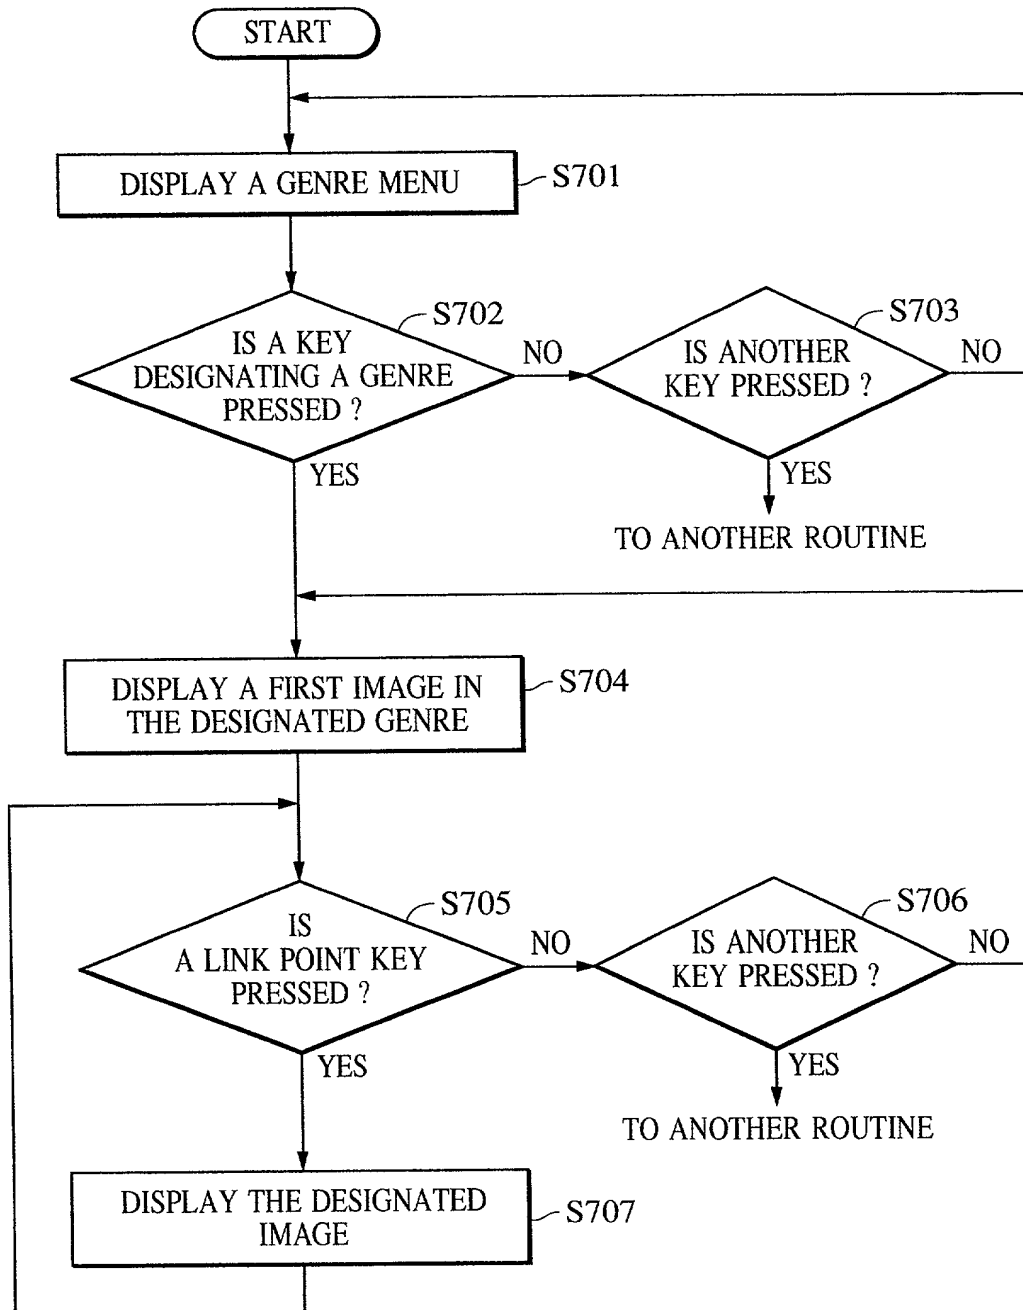 START
DISPLAY A GENRE MENU
S701
S702
IS A KEY
DESIGNATING A GENRE
PRESSED ?
NO
S703
IS ANOTHER
KEY PRESSED ?
NO
YES
YES
TO ANOTHER ROUTINE
DISPLAY A FIRST IMAGE IN
THE DESIGNATED GENRE
S704
S705
IS
A LINK POINT KEY
PRESSED ?
NO
S706
IS ANOTHER
KEY PRESSED ?
NO
YES
YES
TO ANOTHER ROUTINE
DISPLAY THE DESIGNATED
IMAGE
S707